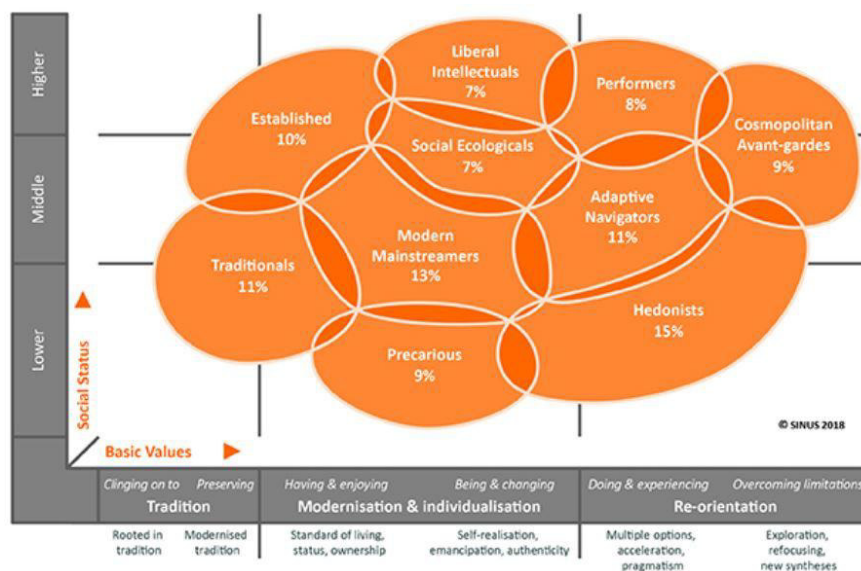 Higher
Middle
Lower
Social Status
Basic Values
Liberal
Intellectuals
7%
Performers
8%
Established
10%
Cosmopolitan
Avant-gardes
9%
Social Ecologicals
7%
Adaptive
Navigators
11%
Modern
Mainstreamers
13%
Traditionals
11%
Hedonists
15%
Precarious
9%
© SINUS 2018
Clinging on to
Preserving
Tradition
Having & enjoying
Being & changing
Modernisation & individualisation
Doing & experiencing
Overcoming limitations
Re-orientation
Rooted in
tradition
Modernised
tradition
Standard of living,
status, ownership
Self-realisation,
emancipation, authenticity
Multiple options,
acceleration,
pragmatism
Exploration,
refocusing,
new syntheses